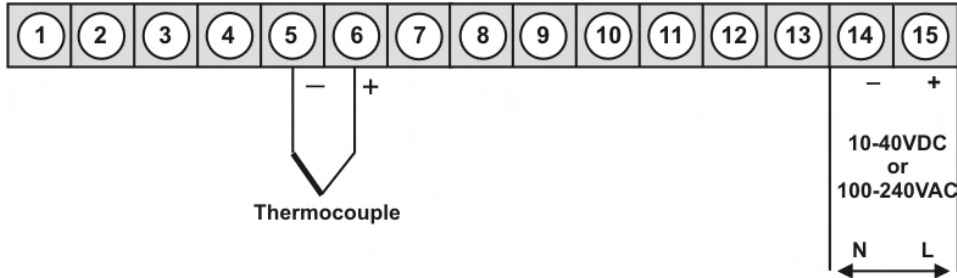 1 2 3 4 5 6 7 8 9 10 11 12 13 14 15
– + – +
10-40VDC
or
100-240VAC
Thermocouple
N L